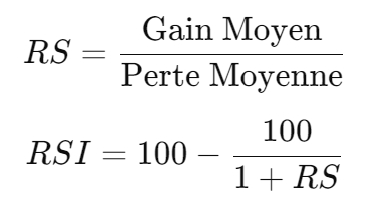 RS = Gain Moyen / Perte Moyenne
RSI = 100 − 100 / 1 + RS